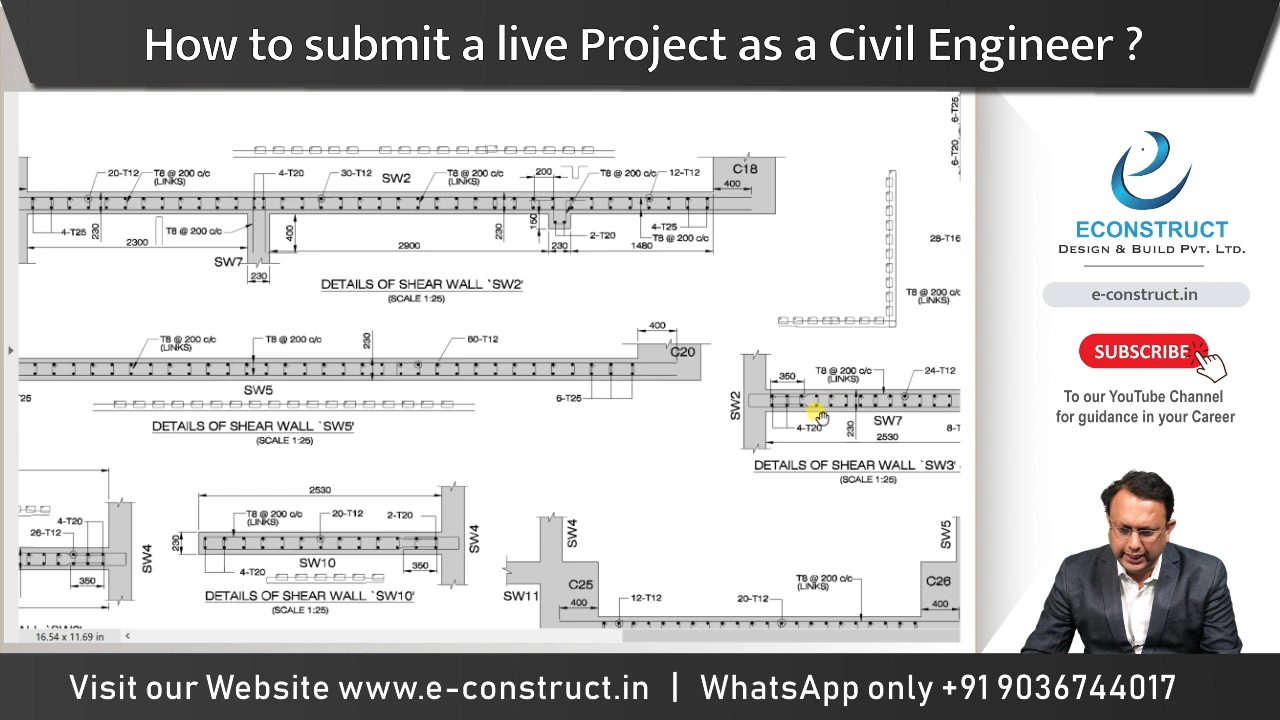 How to submit a live Project as a Civil Engineer ?
20-T12
T8 @ 200 c/c
(LINKS)
4-T20
30-T12
SW2
T8 @ 200 c/c
(LINKS)
200
T8 @ 200 c/c
12-T12
C18
400
4-T25
230
T8 @ 200 c/c
400
230
150
2-T20
4-T25
T8 @ 200 c/c
2300
2900
230
1480
SW7
230
DETAILS OF SHEAR WALL `SW2'
(SCALE 1:25)
6-T25
6-T20
28-T16
T8 @ 200 c/c
(LINKS)
T8 @ 200 c/c
(LINKS)
T8 @ 200 c/c
230
60-T12
400
C20
SW5
6-T25
DETAILS OF SHEAR WALL `SW5'
(SCALE 1:25)
SW2
350
T8 @ 200 c/c
(LINKS)
24-T12
4-T20
230
SW7
2530
DETAILS OF SHEAR WALL `SW3'
(SCALE 1:25)
4-T20
26-T12
350
SW4
2530
T8 @ 200 c/c
(LINKS)
20-T12
2-T20
230
SW4
SW10
4-T20
350
DETAILS OF SHEAR WALL `SW10'
(SCALE 1:25)
SW4
SW5
SW11
C25
400
12-T12
20-T12
T8 @ 200 c/c
(LINKS)
C26
400
16.54 x 11.69 in
ECONSTRUCT
DESIGN & BUILD PVT. LTD.
e-construct.in
SUBSCRIBE
To our YouTube Channel
for guidance in your Career
Visit our Website www.e-construct.in | WhatsApp only +91 9036744017